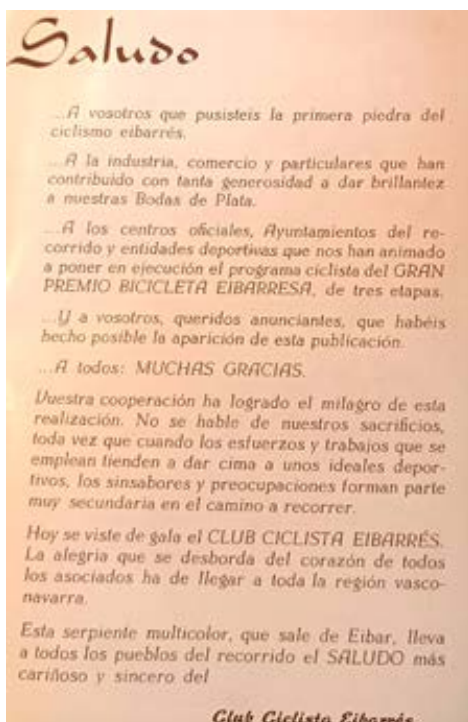 Saludo
...A vosotros que pusisteis la primera piedra del
ciclismo eibarrés.
...A la industria, comercio y particulares que han
contribuido con tanta generosidad a dar brillantez
a nuestras Bodas de Plata.
...A los centros oficiales, Ayuntamientos del re-
corrido y entidades deportivas que nos han animado
a poner en ejecución el programa ciclista del GRAN
PREMIO BICICLETA EIBARRESA, de tres etapas.
...Y a vosotros, queridos anunciantes, que habéis
hecho posible la aparición de esta publicación.
...A todos: MUCHAS GRACIAS.
Vuestra cooperación ha logrado el milagro de esta
realización. No se hable de nuestros sacrificios,
toda vez que cuando los esfuerzos y trabajos que se
emplean tienden a dar cima a unos ideales depor-
tivos, los sinsabores y preocupaciones forman parte
muy secundaria en el camino a recorrer.
Hoy se viste de gala el CLUB CICLISTA EIBARRÉS.
La alegria que se desborda del corazón de todos
los asociados ha de llegar a toda la región vasco-
navarra.
Esta serpiente multicolor, que sale de Eibar, lleva
a todos los pueblos del recorrido el SALUDO más
cariñoso y sincero del
Club Ciclista Eibarrés